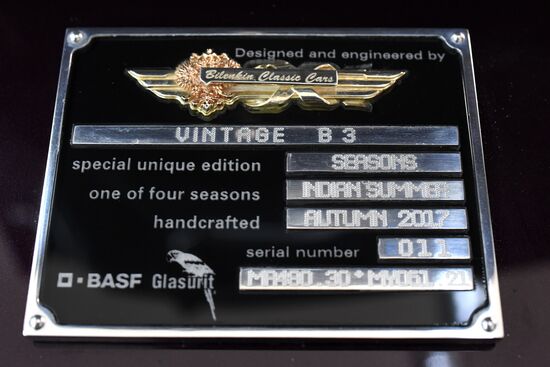 Designed and engineered by
Bilenkin Classic Cars
VINTAGE B3
special unique edition SEASONS
one of four seasons INDIAN SUMMER
handcrafted AUTUMN 2017
serial number 011
BASF Glasurit